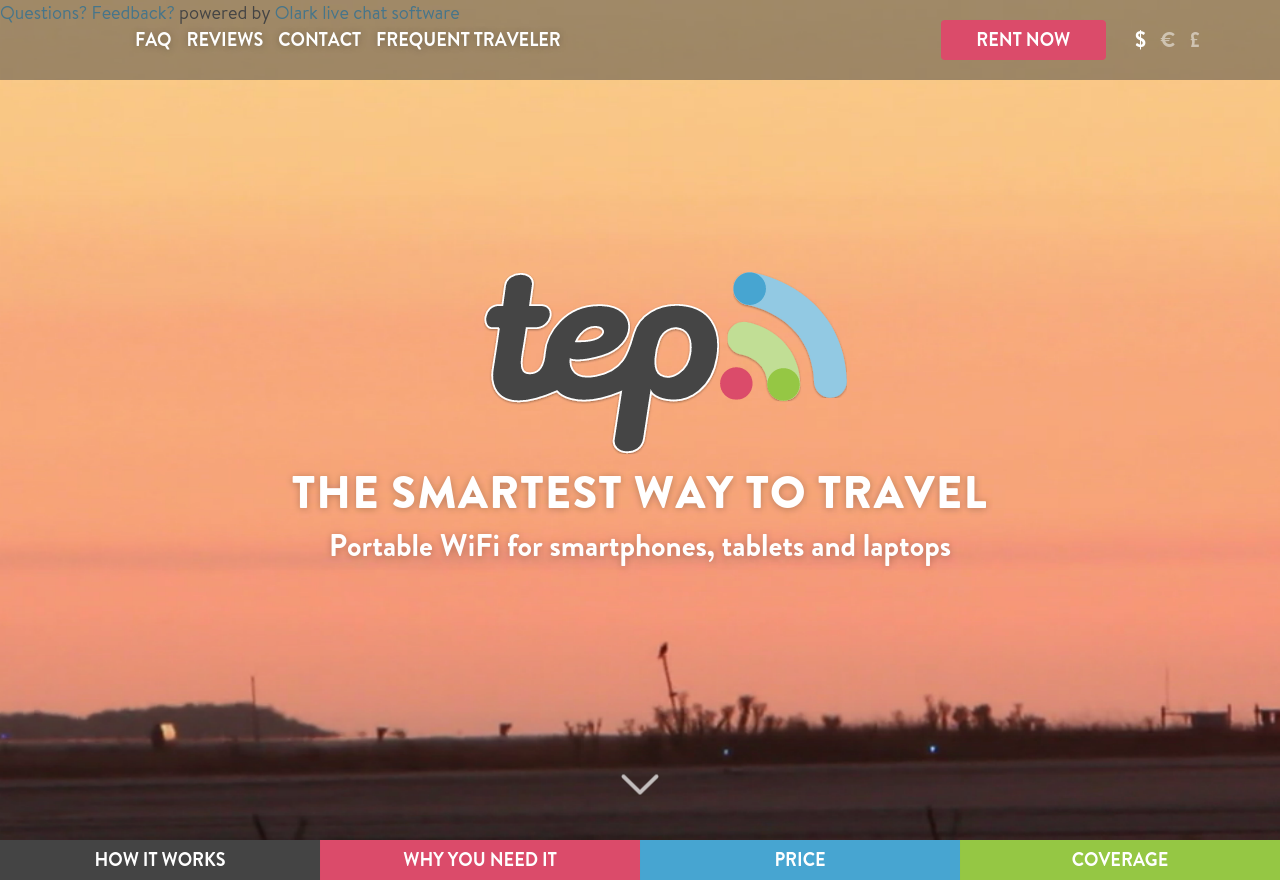 Questions? Feedback? powered by Olark live chat software
FAQ REVIEWS CONTACT FREQUENT TRAVELER RENT NOW $ € £
tep
THE SMARTEST WAY TO TRAVEL
Portable WiFi for smartphones, tablets and laptops
HOW IT WORKS WHY YOU NEED IT PRICE COVERAGE